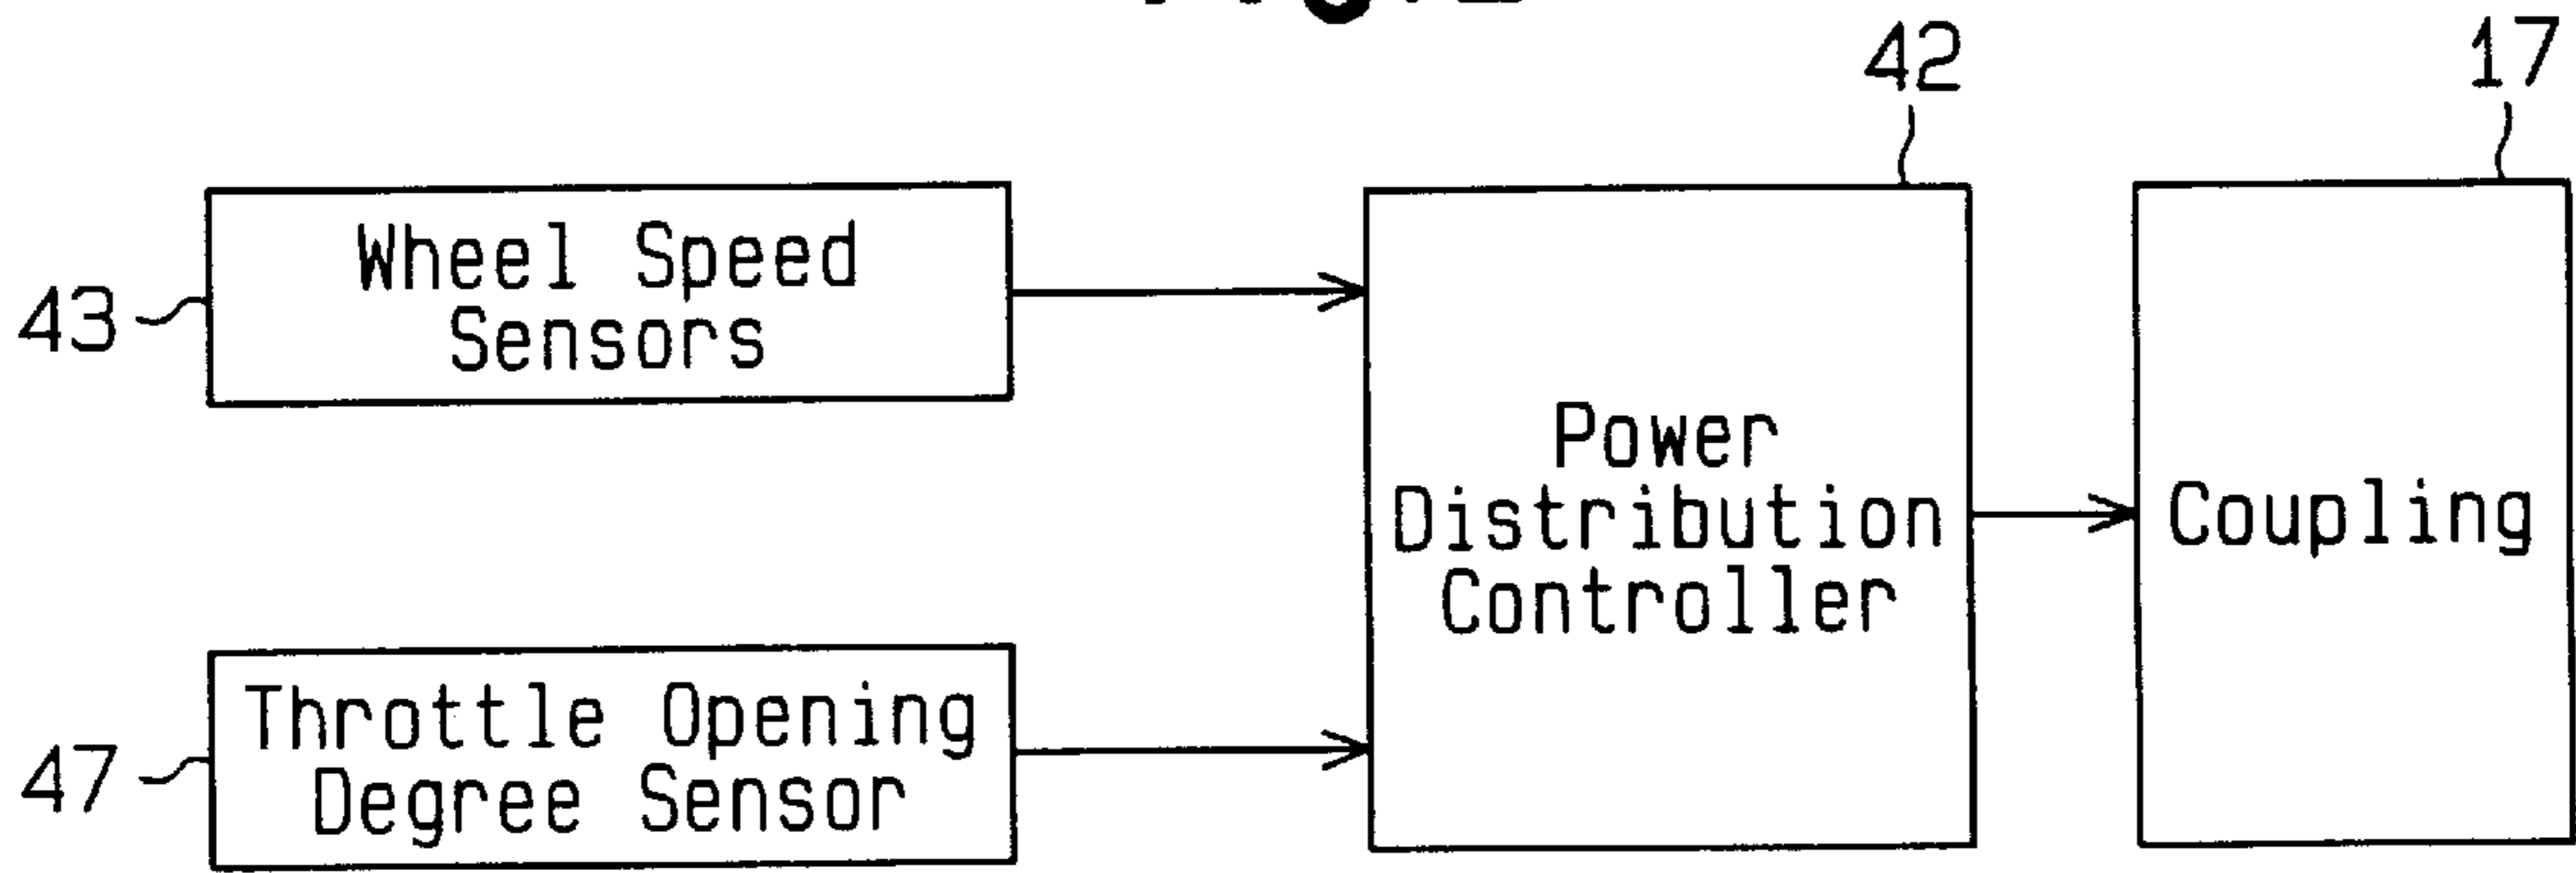 42
17
43
Wheel Speed
Sensors
Power
Distribution
Controller
Coupling
47
Throttle Opening
Degree Sensor